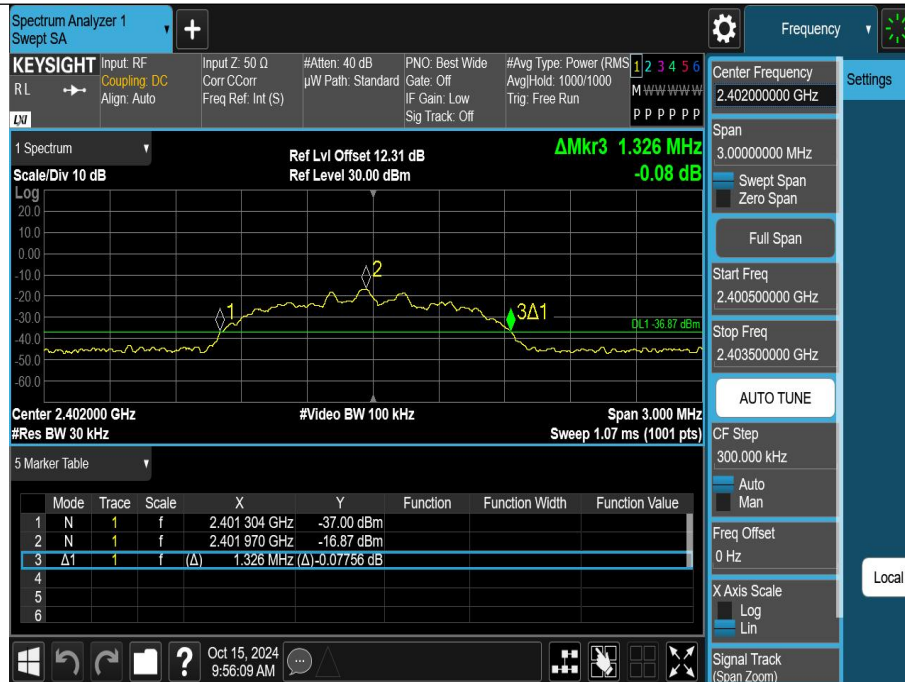 Spectrum Analyzer 1
Swept SA
+
Frequency
KEYSIGHT
RL
LXI
Input: RF
Coupling: DC
Align: Auto
Input Z: 50 Ω
Corr CCorr
Freq Ref: Int (S)
#Atten: 40 dB
µW Path: Standard
PNO: Best Wide
Gate: Off
IF Gain: Low
Sig Track: Off
#Avg Type: Power (RMS
Avg|Hold: 1000/1000
Trig: Free Run
1 2 3 4 5 6
M W W W W W
P P P P P P
1 Spectrum
Scale/Div 10 dB
Ref Lvl Offset 12.31 dB
Ref Level 30.00 dBm
ΔMkr3 1.326 MHz
-0.08 dB
Log
20.0
10.0
0.00
-10.0
-20.0
-30.0
-40.0
-50.0
-60.0
1
2
3Δ1
DL1 -36.87 dBm
Center 2.402000 GHz
#Video BW 100 kHz
Span 3.000 MHz
#Res BW 30 kHz
Sweep 1.07 ms (1001 pts)
5 Marker Table
Mode Trace Scale X Y Function Function Width Function Value
1 N 1 f 2.401 304 GHz -37.00 dBm
2 N 1 f 2.401 970 GHz -16.87 dBm
3 Δ1 1 f (Δ) 1.326 MHz (Δ) -0.07756 dB
4
5
6
?
Oct 15, 2024
9:56:09 AM
Center Frequency
2.402000000 GHz
Span
3.00000000 MHz
Swept Span
Zero Span
Full Span
Start Freq
2.400500000 GHz
Stop Freq
2.403500000 GHz
AUTO TUNE
CF Step
300.000 kHz
Auto
Man
Freq Offset
0 Hz
X Axis Scale
Log
Lin
Signal Track
(Span Zoom)
Settings
Local